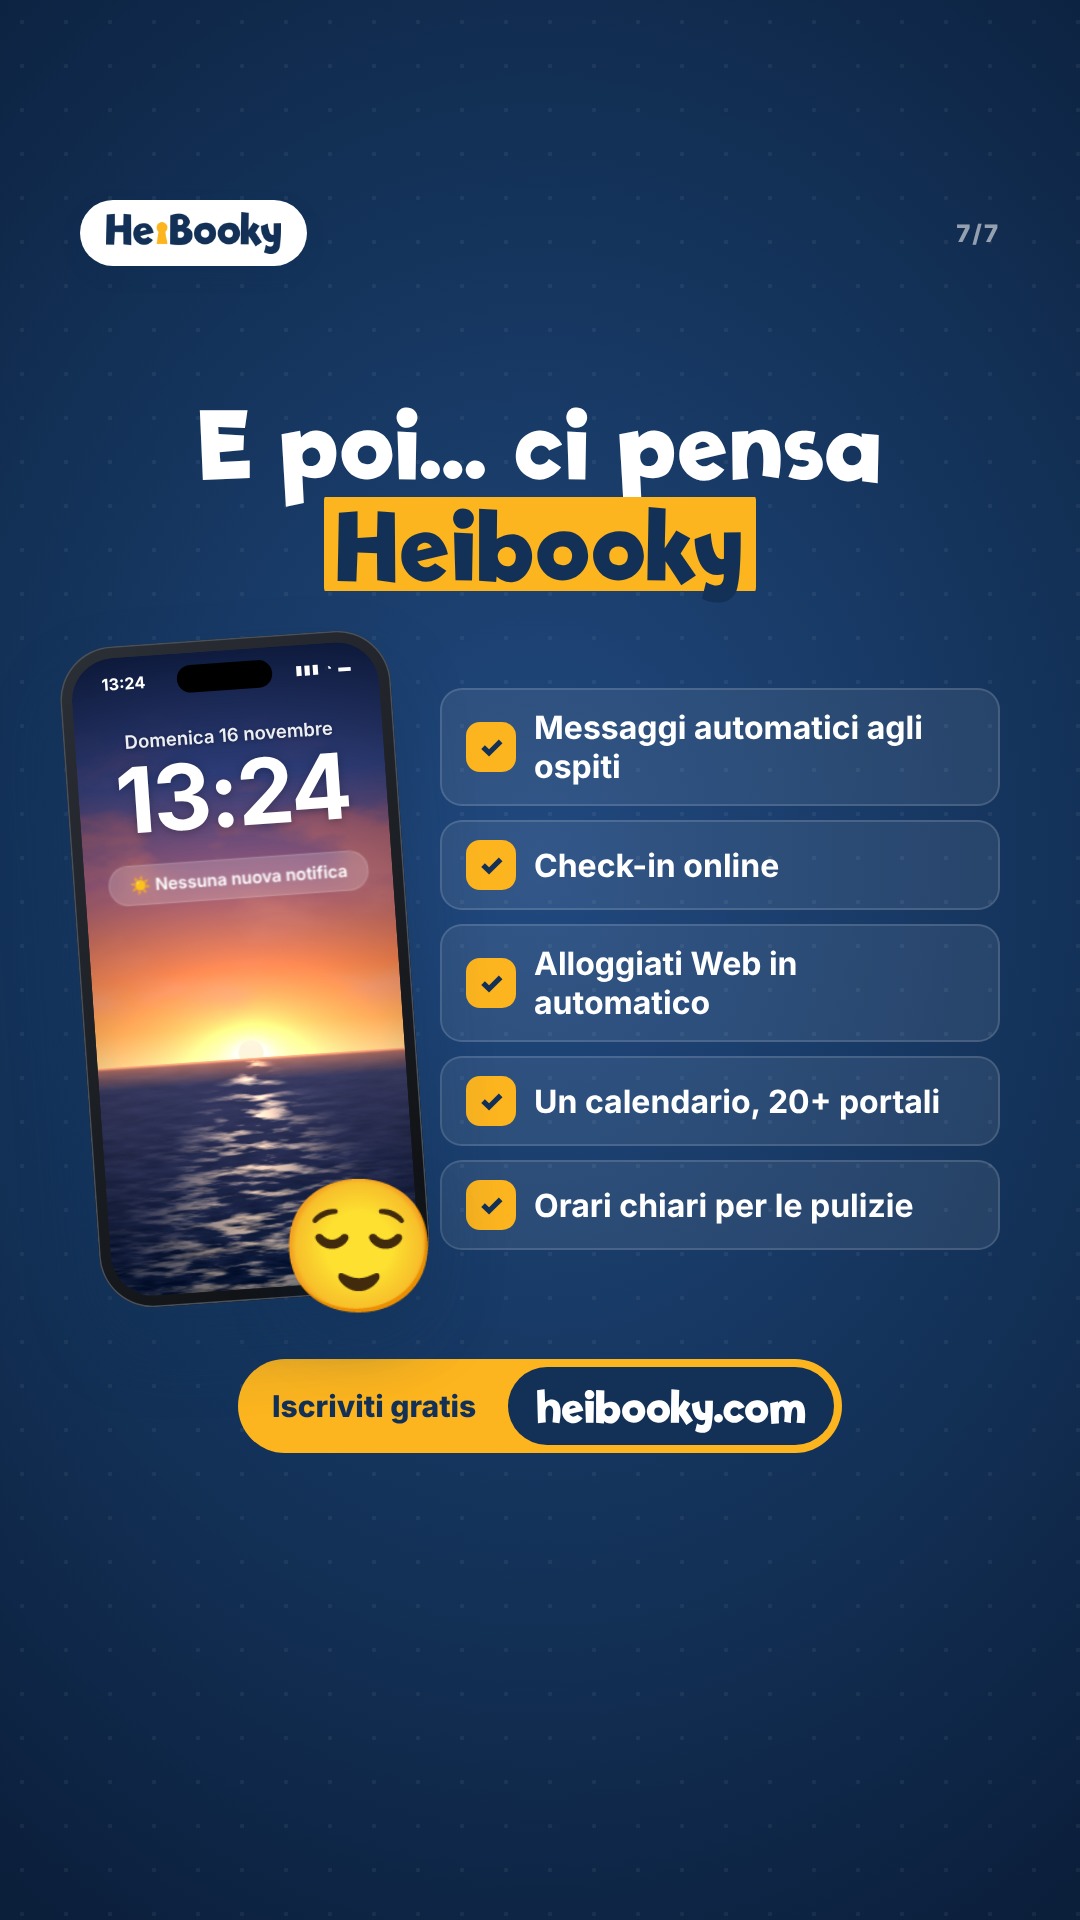 HeiBooky
7/7
E poi... ci pensa
Heibooky
13:24
Domenica 16 novembre
13:24
☀️ Nessuna nuova notifica
Messaggi automatici agli
ospiti
Check-in online
Alloggiati Web in
automatico
Un calendario, 20+ portali
Orari chiari per le pulizie
Iscriviti gratis
heibooky.com